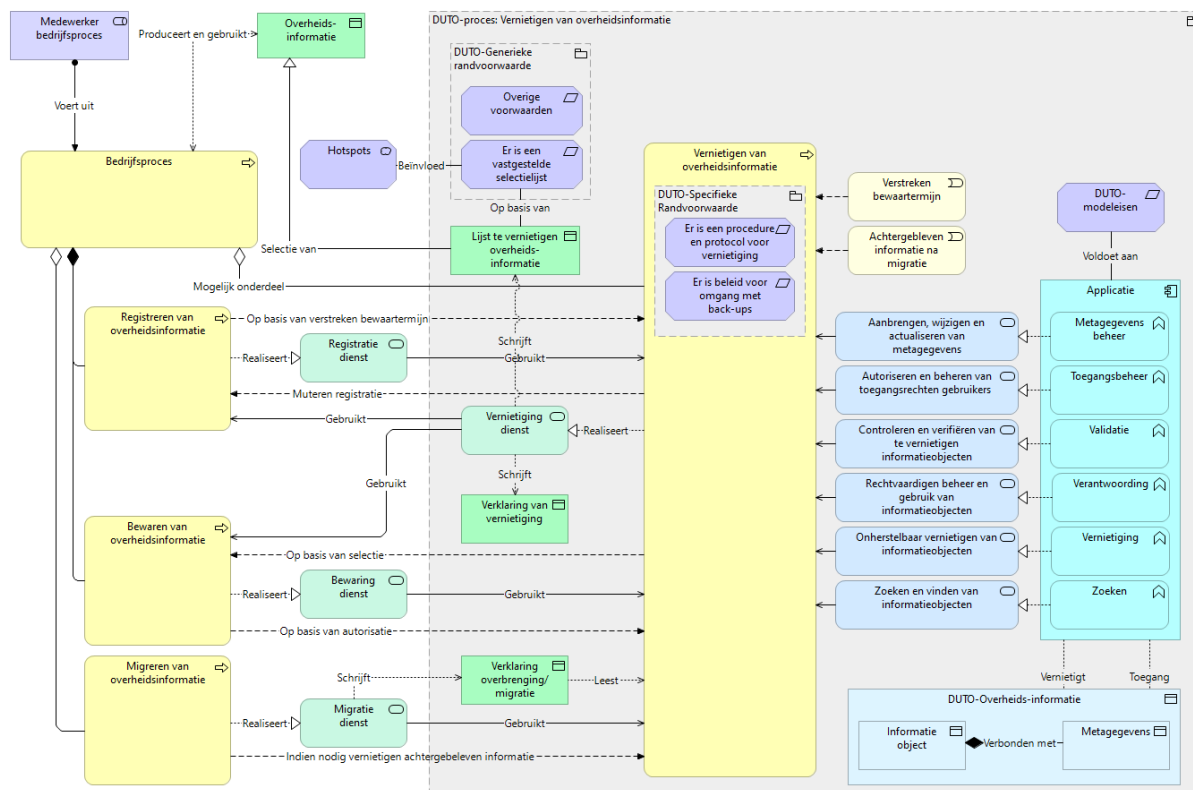 Medewerker
bedrijfsproces
Produceert en gebruikt
Overheids-
informatie
Voert uit
Bedrijfsproces
DUTO-proces: Vernietigen van overheidsinformatie
DUTO-Generieke
randvoorwaarde
Overige
voorwaarden
Er is een
vastgestelde
selectielijst
Hotspots
Beïnvloed
Op basis van
Lijst te vernietigen
overheids-
informatie
Selectie van
Mogelijk onderdeel
Vernietigen van
overheidsinformatie
DUTO-Specifieke
Randvoorwaarde
Er is een procedure
en protocol voor
vernietiging
Er is beleid voor
omgang met
back-ups
Verstreken
bewaartermijn
Achtergebleven
informatie na
migratie
DUTO-
modeleisen
Voldoet aan
Registreren van
overheidsinformatie
Op basis van verstreken bewaartermijn
Realiseert
Registratie
dienst
Schrijft
Gebruikt
Muteren registratie
Gebruikt
Vernietiging
dienst
Realiseert
Gebruikt
Schrijft
Verklaring van
vernietiging
Bewaren van
overheidsinformatie
Op basis van selectie
Realiseert
Bewaring
dienst
Gebruikt
Op basis van autorisatie
Migreren van
overheidsinformatie
Schrijft
Verklaring
overbrenging/
migratie
Leest
Realiseert
Migratie
dienst
Gebruikt
Indien nodig vernietigen achtergebeleven informatie
Applicatie
Aanbrengen, wijzigen en
actualiseren van
metagegevens
Metagegevens
beheer
Autoriseren en beheren van
toegangsrechten gebruikers
Toegangsbeheer
Controleren en verifiëren van
te vernietigen
informatieobjecten
Validatie
Rechtvaardigen beheer en
gebruik van
informatieobjecten
Verantwoording
Onherstelbaar vernietigen van
informatieobjecten
Vernietiging
Zoeken en vinden van
informatieobjecten
Zoeken
Vernietigt
Toegang
DUTO-Overheids-informatie
Informatie
object
Verbonden met
Metagegevens